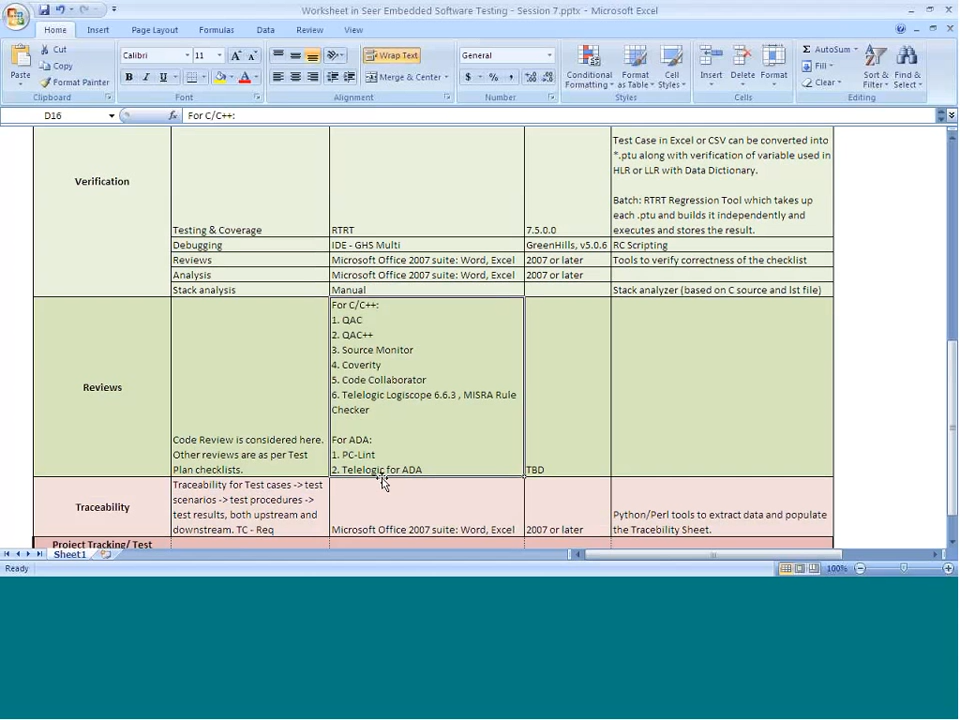 Worksheet in Seer Embedded Software Testing - Session 7.pptx - Microsoft Excel
Home Insert Page Layout Formulas Data Review View
Paste
Cut
Copy
Format Painter
Clipboard
Calibri 11
B I U
Font
Wrap Text
Merge & Center
Alignment
General
$ % ,
Number
Conditional Formatting
Format as Table
Cell Styles
Styles
Insert Delete Format
Cells
AutoSum
Fill
Clear
Sort & Filter
Find & Select
Editing
D16 fx For C/C++:
Verification
Testing & Coverage
RTRT
7.5.0.0
Test Case in Excel or CSV can be converted into
*.ptu along with verification of variable used in
HLR or LLR with Data Dictionary.
Batch: RTRT Regression Tool which takes up
each .ptu and builds it independently and
executes and stores the result.
Debugging IDE - GHS Multi GreenHills, v5.0.6 RC Scripting
Reviews Microsoft Office 2007 suite: Word, Excel 2007 or later Tools to verify correctness of the checklist
Analysis Microsoft Office 2007 suite: Word, Excel 2007 or later
Stack analysis Manual Stack analyzer (based on C source and lst file)
Reviews
Code Review is considered here.
Other reviews are as per Test
Plan checklists.
For C/C++:
1. QAC
2. QAC++
3. Source Monitor
4. Coverity
5. Code Collaborator
6. Telelogic Logiscope 6.6.3 , MISRA Rule
Checker
For ADA:
1. PC-Lint
2. Telelogic for ADA
TBD
Traceability
Traceability for Test cases -> test
scenarios -> test procedures ->
test results, both upstream and
downstream. TC - Req
Microsoft Office 2007 suite: Word, Excel
2007 or later
Python/Perl tools to extract data and populate
the Tracebility Sheet.
Project Tracking/ Test
Sheet1
Ready
100%